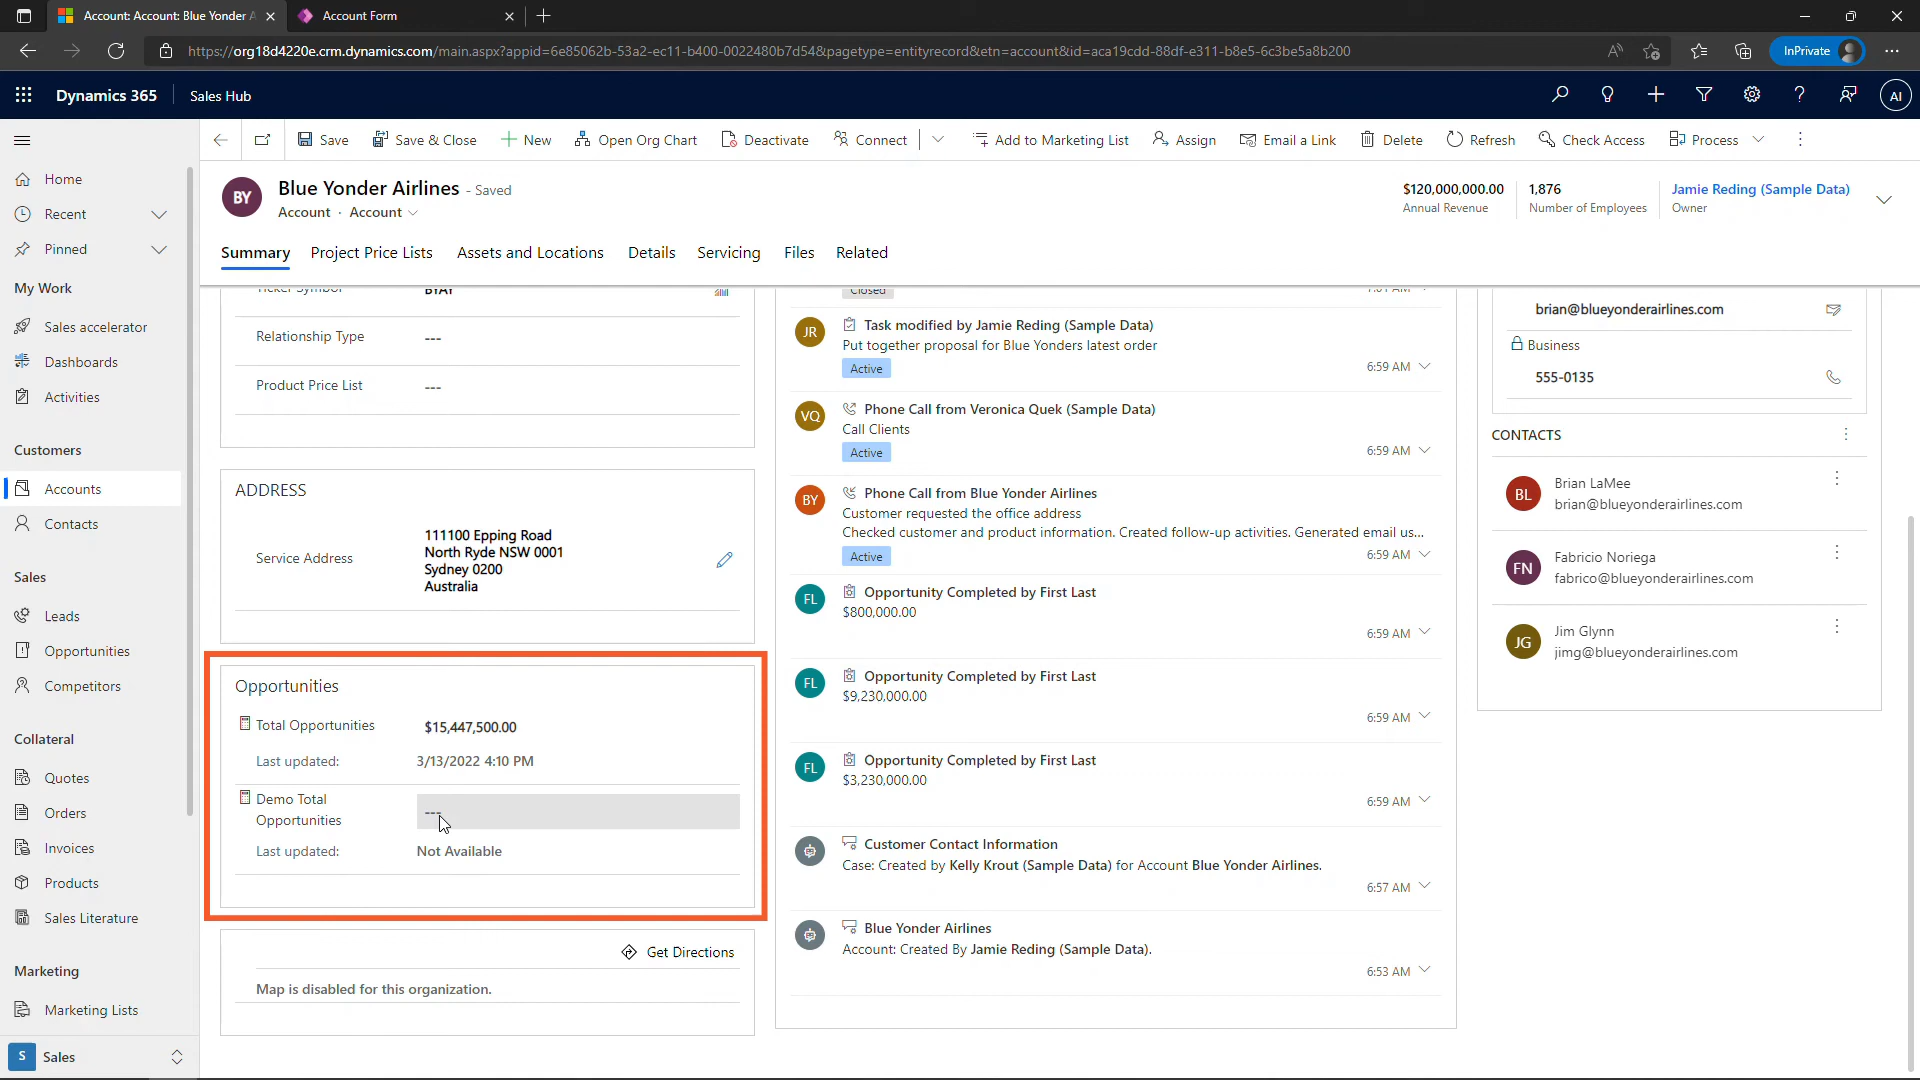 Account: Account: Blue Yonder A
Account Form
https://org18d4220e.crm.dynamics.com/main.aspx?appid=6e85062b-53a2-ec11-b400-0022480b7d54&pagetype=entityrecord&etn=account&id=aca19cdd-88df-e311-b8e5-6c3be5a8b200
InPrivate
Dynamics 365
Sales Hub
AI
Save
Save & Close
New
Open Org Chart
Deactivate
Connect
Add to Marketing List
Assign
Email a Link
Delete
Refresh
Check Access
Process
Home
Recent
Pinned
My Work
Sales accelerator
Dashboards
Activities
Customers
Accounts
Contacts
Sales
Leads
Opportunities
Competitors
Collateral
Quotes
Orders
Invoices
Products
Sales Literature
Marketing
Marketing Lists
S
Sales
BY
Blue Yonder Airlines - Saved
Account · Account
$120,000,000.00
Annual Revenue
1,876
Number of Employees
Jamie Reding (Sample Data)
Owner
Summary
Project Price Lists
Assets and Locations
Details
Servicing
Files
Related
Ticker Symbol
BYAY
Relationship Type
---
Product Price List
---
ADDRESS
Service Address
111100 Epping Road
North Ryde NSW 0001
Sydney 0200
Australia
Opportunities
Total Opportunities
$15,447,500.00
Last updated:
3/13/2022 4:10 PM
Demo Total
Opportunities
---
Last updated:
Not Available
Get Directions
Map is disabled for this organization.
Closed
7:01 AM
JR
Task modified by Jamie Reding (Sample Data)
Put together proposal for Blue Yonders latest order
Active
6:59 AM
VQ
Phone Call from Veronica Quek (Sample Data)
Call Clients
Active
6:59 AM
BY
Phone Call from Blue Yonder Airlines
Customer requested the office address
Checked customer and product information. Created follow-up activities. Generated email us...
Active
6:59 AM
FL
Opportunity Completed by First Last
$800,000.00
6:59 AM
FL
Opportunity Completed by First Last
$9,230,000.00
6:59 AM
FL
Opportunity Completed by First Last
$3,230,000.00
6:59 AM
Customer Contact Information
Case: Created by Kelly Krout (Sample Data) for Account Blue Yonder Airlines.
6:57 AM
Blue Yonder Airlines
Account: Created By Jamie Reding (Sample Data).
6:53 AM
brian@blueyonderairlines.com
Business
555-0135
CONTACTS
BL
Brian LaMee
brian@blueyonderairlines.com
FN
Fabricio Noriega
fabrico@blueyonderairlines.com
JG
Jim Glynn
jimg@blueyonderairlines.com